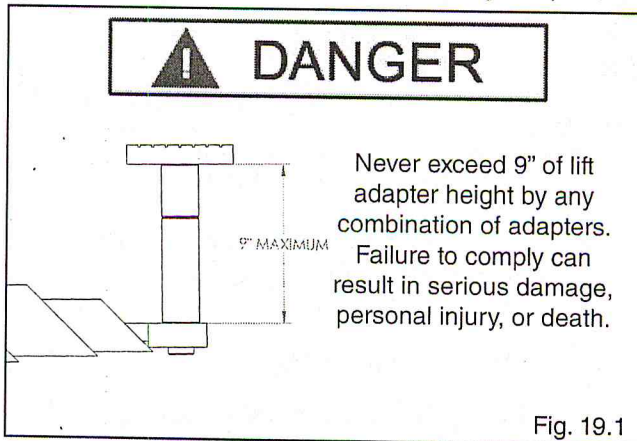 DANGER
Never exceed 9” of lift
adapter height by any
combination of adapters.
Failure to comply can
result in serious damage,
personal injury, or death.
9" MAXIMUM
Fig. 19.1